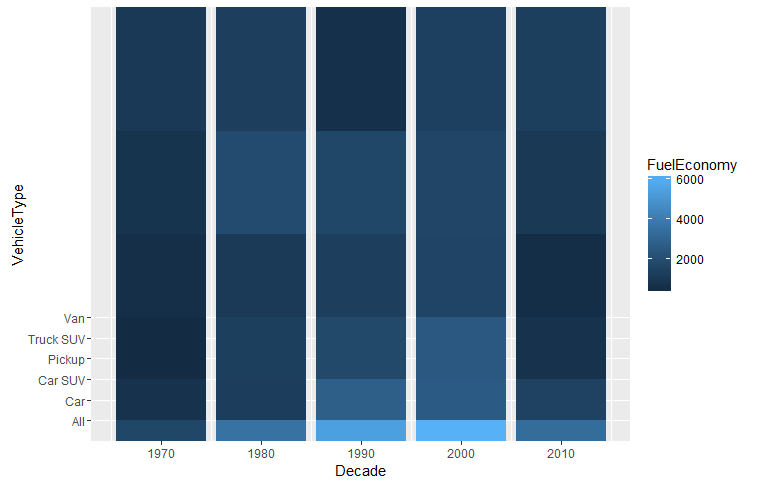 VehicleType
Van
Truck SUV
Pickup
Car SUV
Car
All
1970
1980
1990
2000
2010
Decade
FuelEconomy
6000
4000
2000